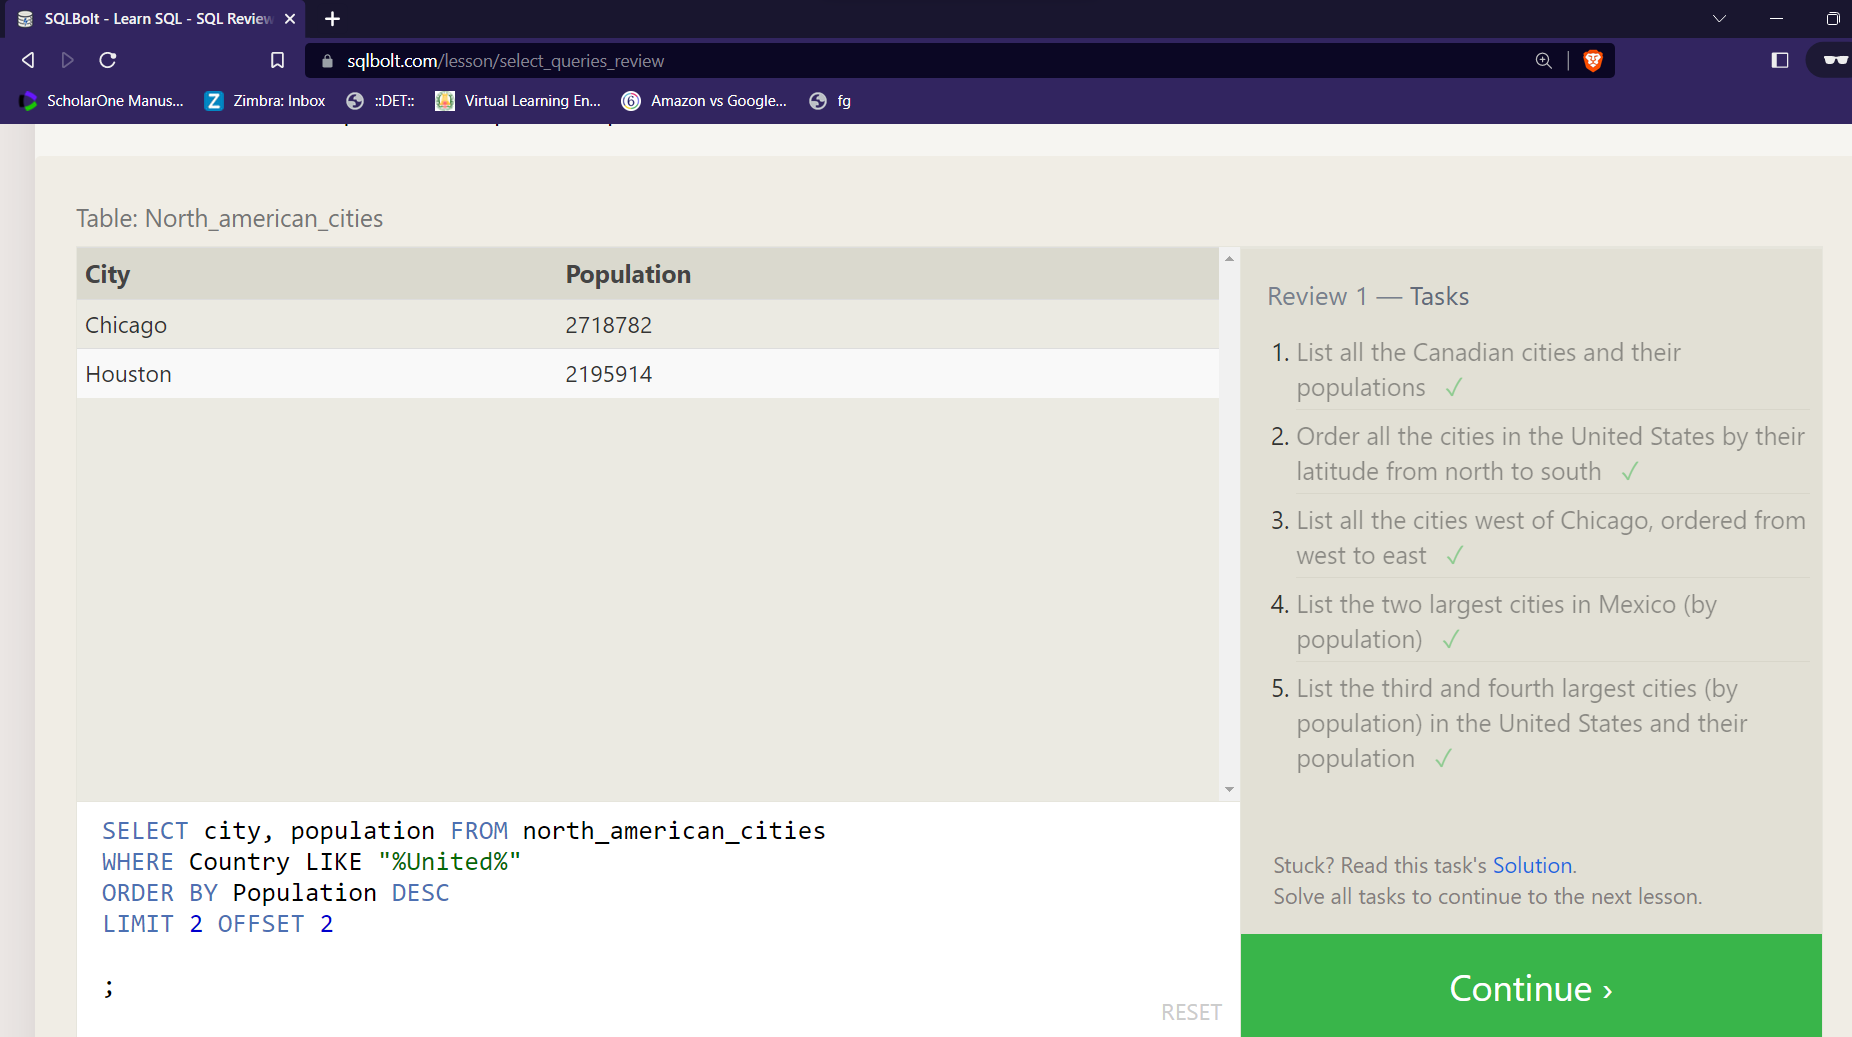 SQLBolt - Learn SQL - SQL Review
sqlbolt.com/lesson/select_queries_review
ScholarOne Manus...
Zimbra: Inbox
::DET::
Virtual Learning En...
Amazon vs Google...
fg
Table: North_american_cities
City Population
Chicago 2718782
Houston 2195914
SELECT city, population FROM north_american_cities
WHERE Country LIKE "%United%"
ORDER BY Population DESC
LIMIT 2 OFFSET 2
;
RESET
Review 1 — Tasks
1. List all the Canadian cities and their
populations ✓
2. Order all the cities in the United States by their
latitude from north to south ✓
3. List all the cities west of Chicago, ordered from
west to east ✓
4. List the two largest cities in Mexico (by
population) ✓
5. List the third and fourth largest cities (by
population) in the United States and their
population ✓
Stuck? Read this task's Solution.
Solve all tasks to continue to the next lesson.
Continue ›